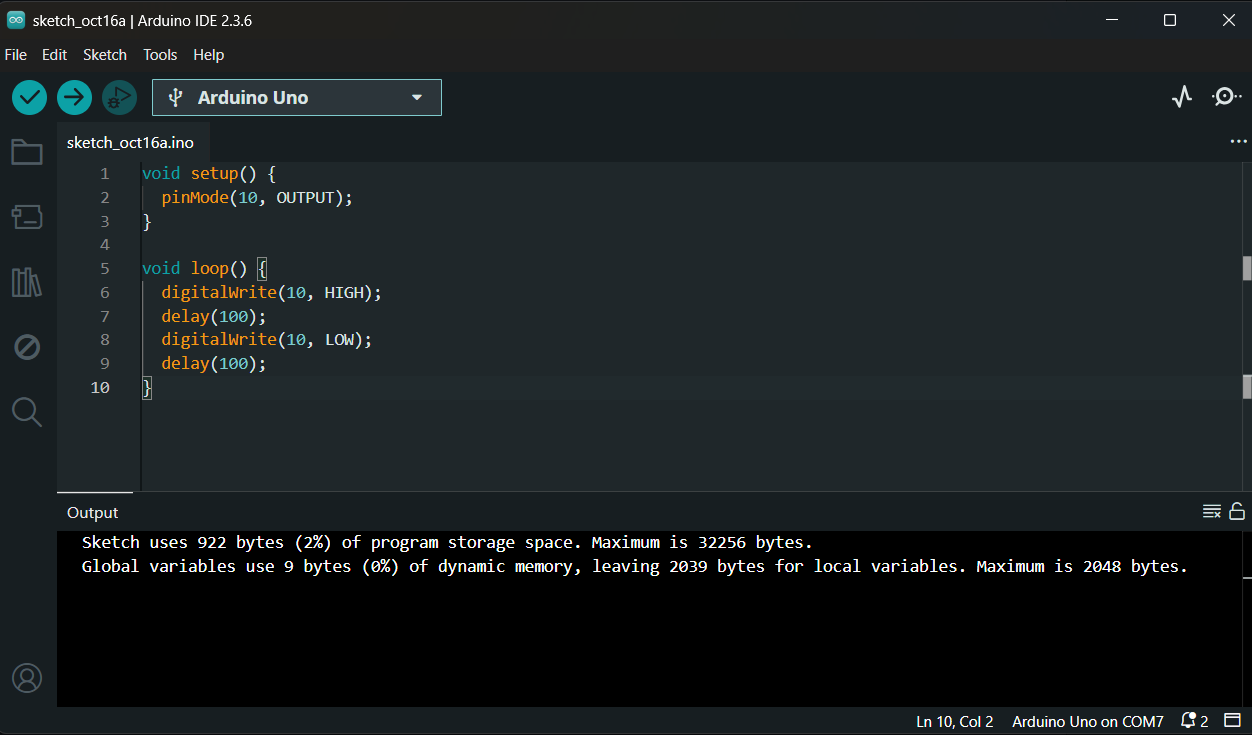 sketch_oct16a | Arduino IDE 2.3.6
File Edit Sketch Tools Help
Arduino Uno
sketch_oct16a.ino
1 void setup() {
2   pinMode(10, OUTPUT);
3 }
4
5 void loop() {
6   digitalWrite(10, HIGH);
7   delay(100);
8   digitalWrite(10, LOW);
9   delay(100);
10 }
Output
Sketch uses 922 bytes (2%) of program storage space. Maximum is 32256 bytes.
Global variables use 9 bytes (0%) of dynamic memory, leaving 2039 bytes for local variables. Maximum is 2048 bytes.
Ln 10, Col 2 Arduino Uno on COM7 2